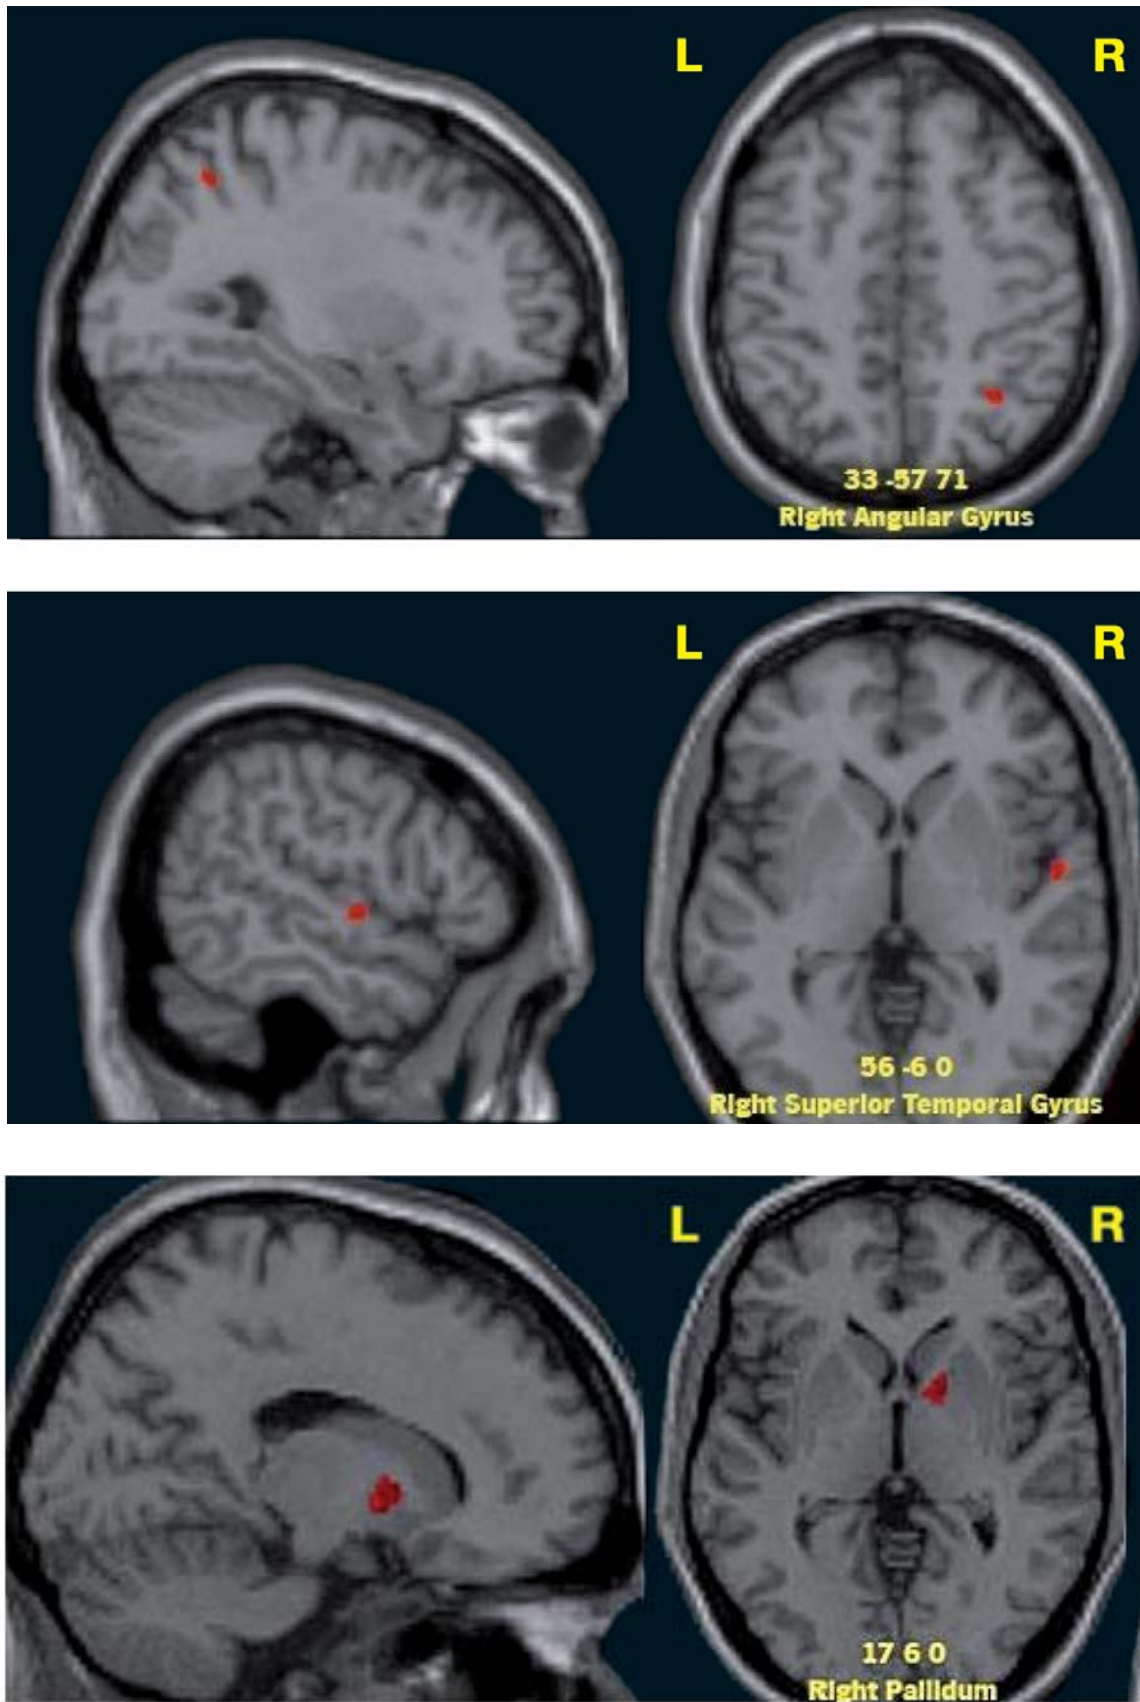 L R
33 -57 71
Right Angular Gyrus
L R
56 -6 0
Right Superior Temporal Gyrus
L R
17 6 0
Right Pallidum